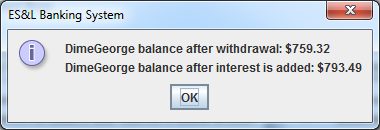 ES&L Banking System
DimeGeorge balance after withdrawal: $759.32
DimeGeorge balance after interest is added: $793.49
OK